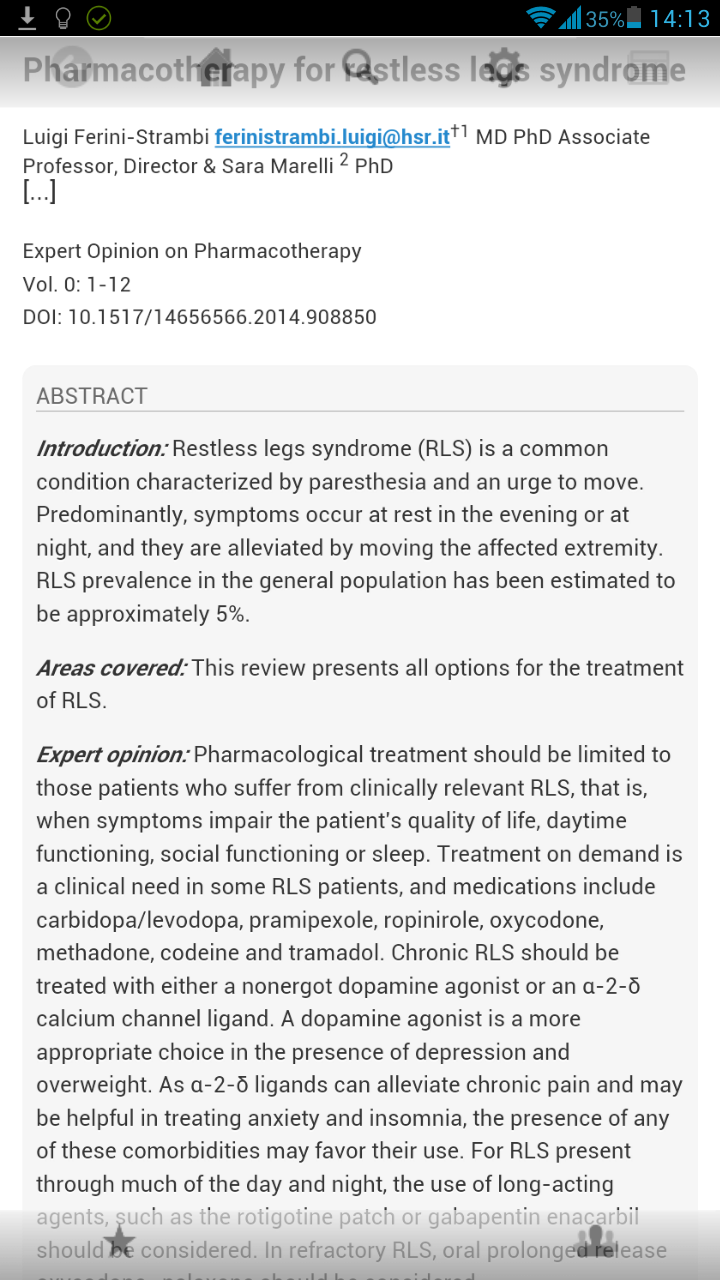 35% 14:13
Pharmacotherapy for restless legs syndrome
Luigi Ferini-Strambi ferinistrambi.luigi@hsr.it†1 MD PhD Associate
Professor, Director & Sara Marelli 2 PhD
[...]
Expert Opinion on Pharmacotherapy
Vol. 0: 1-12
DOI: 10.1517/14656566.2014.908850
ABSTRACT
Introduction: Restless legs syndrome (RLS) is a common
condition characterized by paresthesia and an urge to move.
Predominantly, symptoms occur at rest in the evening or at
night, and they are alleviated by moving the affected extremity.
RLS prevalence in the general population has been estimated to
be approximately 5%.
Areas covered: This review presents all options for the treatment
of RLS.
Expert opinion: Pharmacological treatment should be limited to
those patients who suffer from clinically relevant RLS, that is,
when symptoms impair the patient's quality of life, daytime
functioning, social functioning or sleep. Treatment on demand is
a clinical need in some RLS patients, and medications include
carbidopa/levodopa, pramipexole, ropinirole, oxycodone,
methadone, codeine and tramadol. Chronic RLS should be
treated with either a nonergot dopamine agonist or an α-2-δ
calcium channel ligand. A dopamine agonist is a more
appropriate choice in the presence of depression and
overweight. As α-2-δ ligands can alleviate chronic pain and may
be helpful in treating anxiety and insomnia, the presence of any
of these comorbidities may favor their use. For RLS present
through much of the day and night, the use of long-acting
agents, such as the rotigotine patch or gabapentin enacarbil
should be considered. In refractory RLS, oral prolonged release
oxycodone–naloxone should be considered.